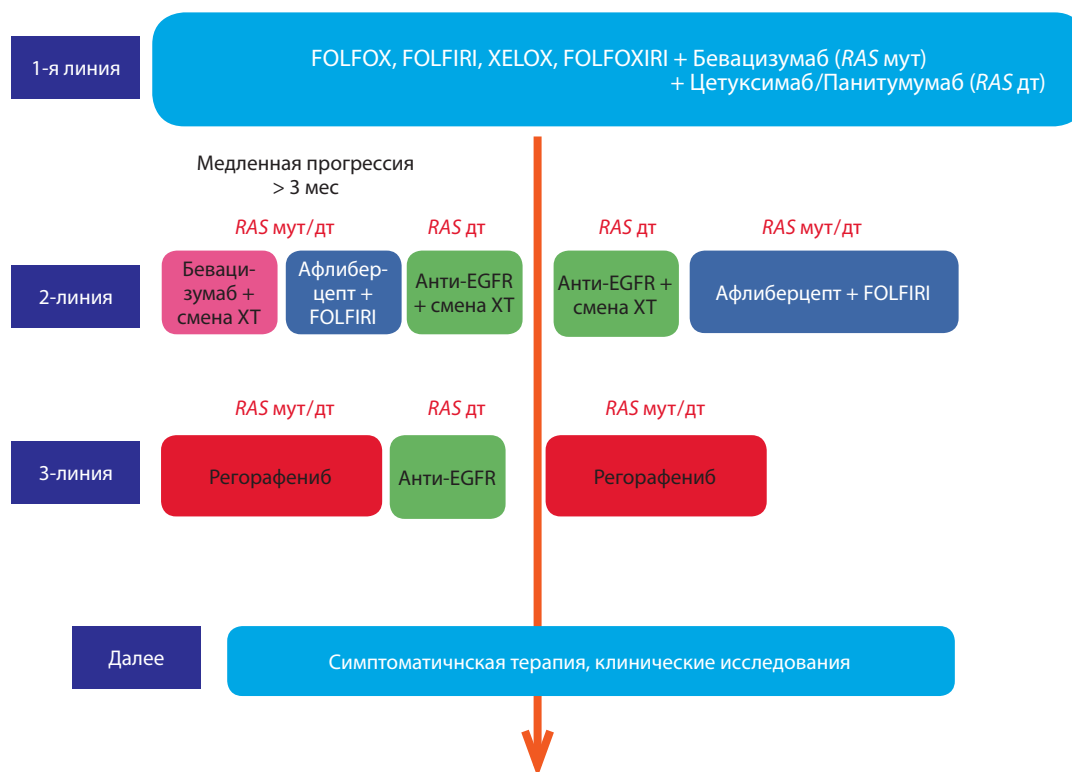 1-я линия
FOLFOX, FOLFIRI, XELOX, FOLFOXIRI + Бевацизумаб (RAS мут)
+ Цетуксимаб/Панитумумаб (RAS дт)
Медленная прогрессия
> 3 мес
RAS мут/дт
RAS дт
RAS дт
RAS мут/дт
2-линия
Беваци-
зумаб +
смена ХТ
Афлибер-
цепт +
FOLFIRI
Анти-EGFR
+ смена ХТ
Анти-EGFR +
смена ХТ
Афлиберцепт + FOLFIRI
RAS мут/дт
RAS дт
RAS мут/дт
3-линия
Регорафениб
Анти-EGFR
Регорафениб
Далее
Симптоматичнская терапия, клинические исследования